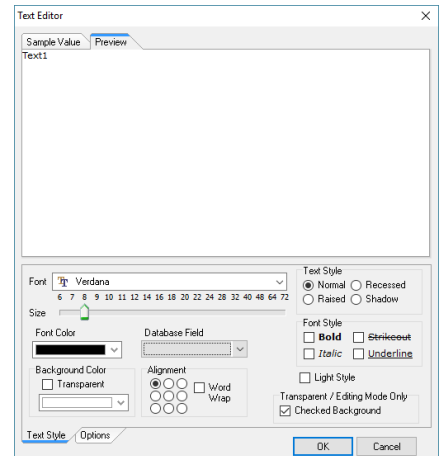 Text Editor
Sample Value Preview
Text1
Font Verdana
6 7 8 9 10 11 12 14 16 18 20 22 24 28 32 40 48 64 72
Size
Text Style
Normal Recessed
Raised Shadow
Font Color Database Field
Font Style
Bold Strikeout
Italic Underline
Background Color Alignment
Transparent
Word
Wrap
Light Style
Transparent / Editing Mode Only
Checked Background
Text Style Options
OK Cancel